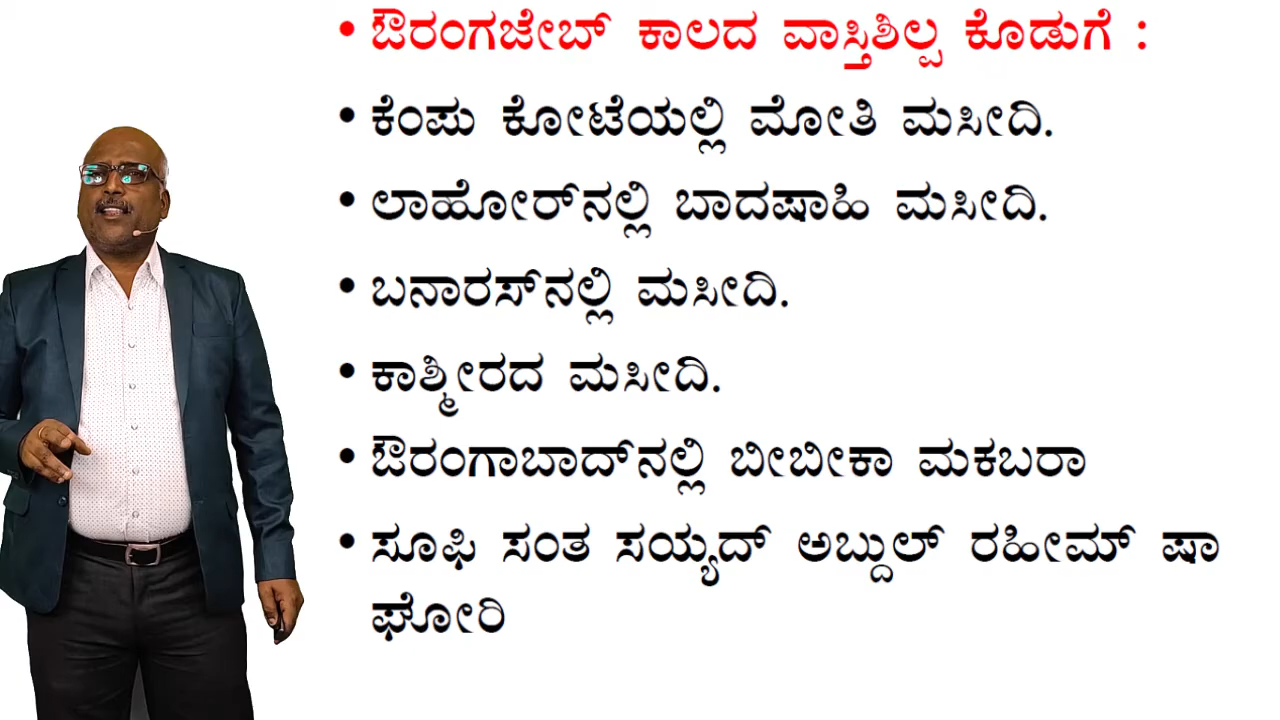 • ಔರಂಗಜೇಬ್ ಕಾಲದ ವಾಸ್ತಿಶಿಲ್ಪ ಕೊಡುಗೆ :
• ಕೆಂಪು ಕೋಟೆಯಲ್ಲಿ ಮೋತಿ ಮಸೀದಿ.
• ಲಾಹೋರ್‌ನಲ್ಲಿ ಬಾದಷಾಹಿ ಮಸೀದಿ.
• ಬನಾರಸ್‌ನಲ್ಲಿ ಮಸೀದಿ.
• ಕಾಶ್ಮೀರದ ಮಸೀದಿ.
• ಔರಂಗಾಬಾದ್‌ನಲ್ಲಿ ಬೀಬೀಕಾ ಮಕಬರಾ
• ಸೂಫಿ ಸಂತ ಸಯ್ಯದ್ ಅಬ್ದುಲ್ ರಹೀಮ್ ಷಾ
ಘೋರಿ